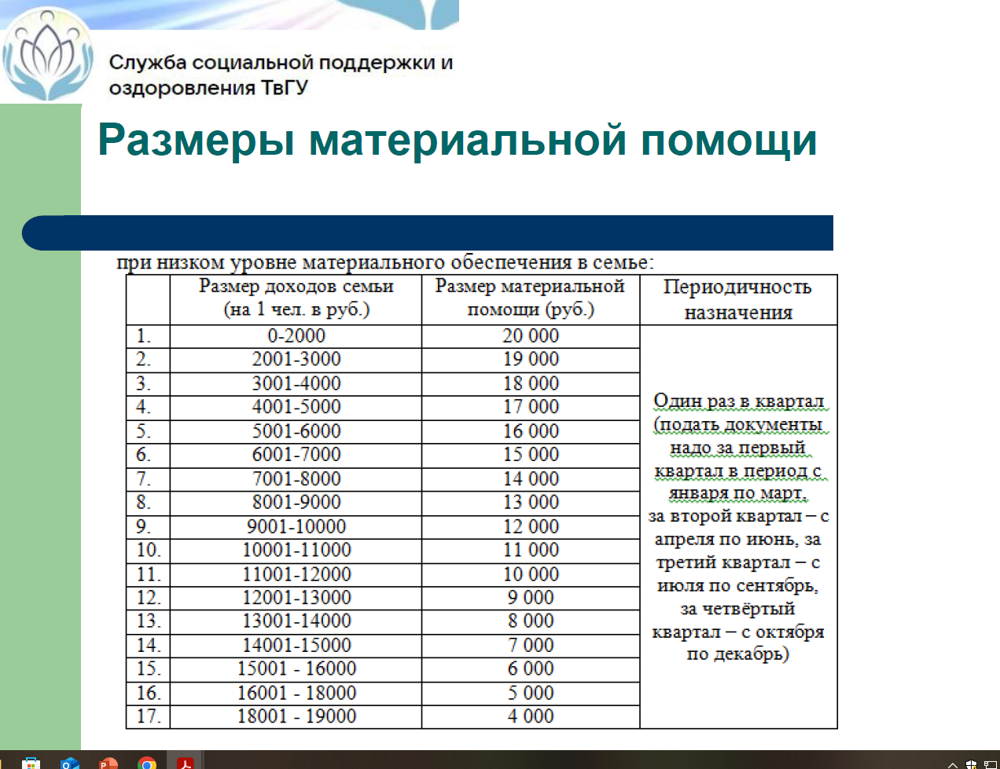 Служба социальной поддержки и
оздоровления ТвГУ
Размеры материальной помощи
при низком уровне материального обеспечения в семье:
Размер доходов семьи
(на 1 чел. в руб.)
Размер материальной
помощи (руб.)
Периодичность
назначения
1. 0-2000 20 000
2. 2001-3000 19 000
3. 3001-4000 18 000
4. 4001-5000 17 000
5. 5001-6000 16 000
6. 6001-7000 15 000
7. 7001-8000 14 000
8. 8001-9000 13 000
9. 9001-10000 12 000
10. 10001-11000 11 000
11. 11001-12000 10 000
12. 12001-13000 9 000
13. 13001-14000 8 000
14. 14001-15000 7 000
15. 15001 - 16000 6 000
16. 16001 - 18000 5 000
17. 18001 - 19000 4 000
Один раз в квартал
(подать документы
надо за первый
квартал в период с
января по март,
за второй квартал – с
апреля по июнь, за
третий квартал – с
июля по сентябрь,
за четвёртый
квартал – с октября
по декабрь)